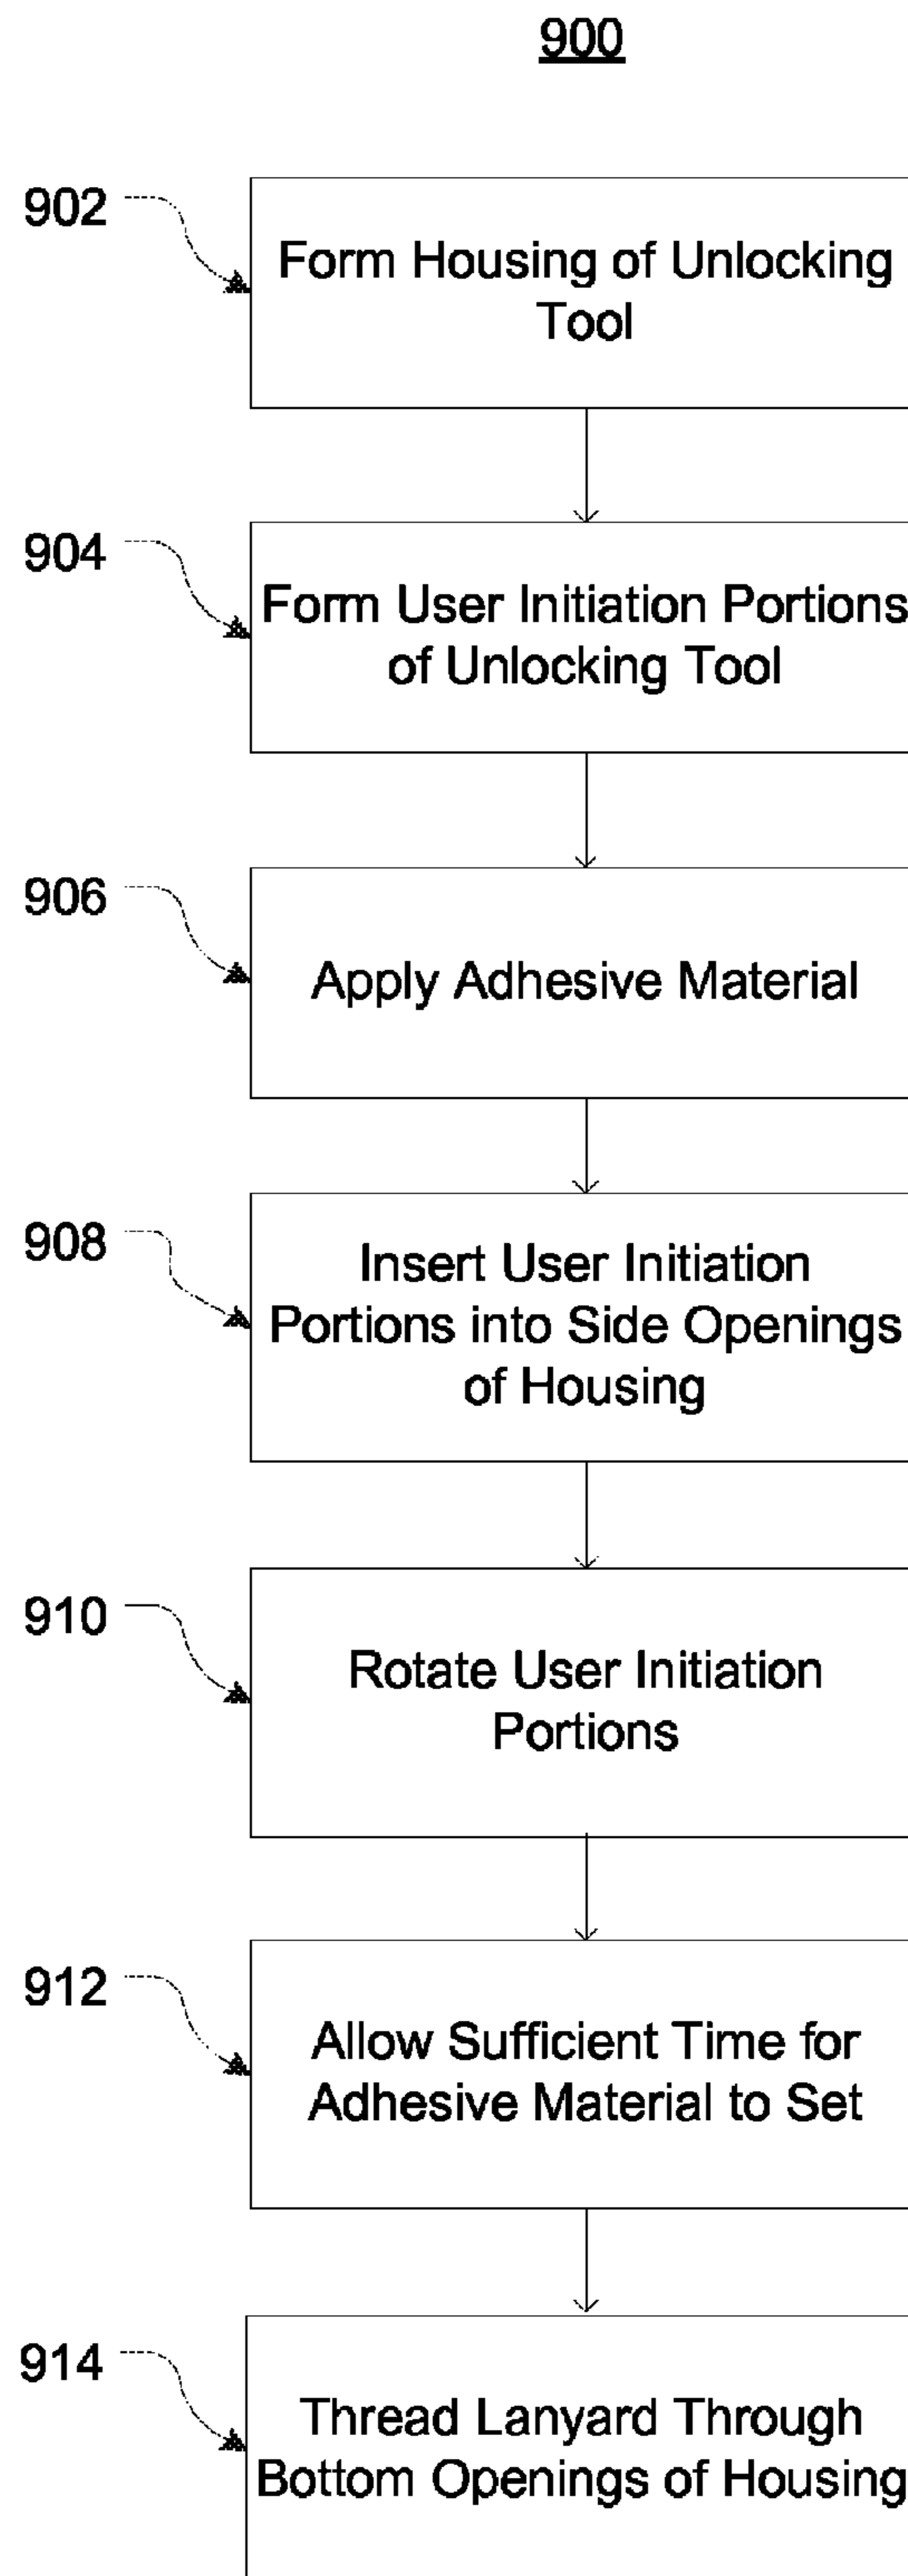 900
902
Form Housing of Unlocking
Tool
904
Form User Initiation Portions
of Unlocking Tool
906
Apply Adhesive Material
908
Insert User Initiation
Portions into Side Openings
of Housing
910
Rotate User Initiation
Portions
912
Allow Sufficient Time for
Adhesive Material to Set
914
Thread Lanyard Through
Bottom Openings of Housing